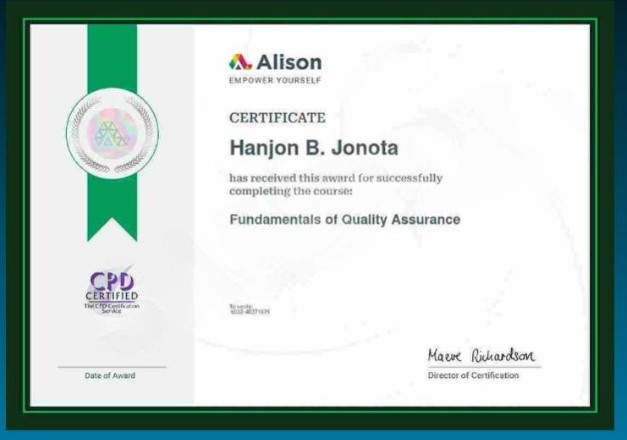 Alison
EMPOWER YOURSELF
CERTIFICATE
Hanjon B. Jonota
has received this award for successfully
completing the course:
Fundamentals of Quality Assurance
CPD
CERTIFIED
The CPD Certification
Service
To verify:
Maeve Richardson
Date of Award
Director of Certification